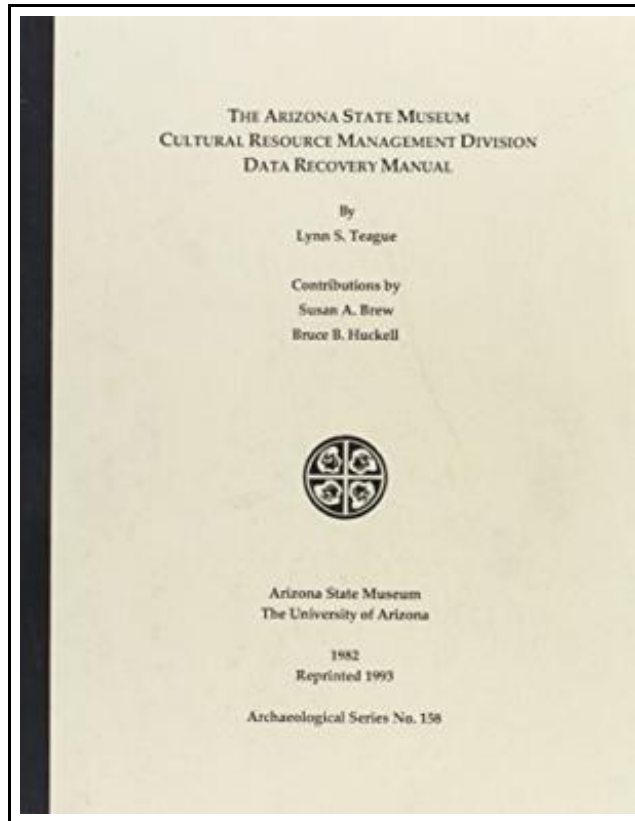 THE ARIZONA STATE MUSEUM
CULTURAL RESOURCE MANAGEMENT DIVISION
DATA RECOVERY MANUAL
By
Lynn S. Teague
Contributions by
Susan A. Brew
Bruce B. Huckell
Arizona State Museum
The University of Arizona
1982
Reprinted 1993
Archaeological Series No. 158